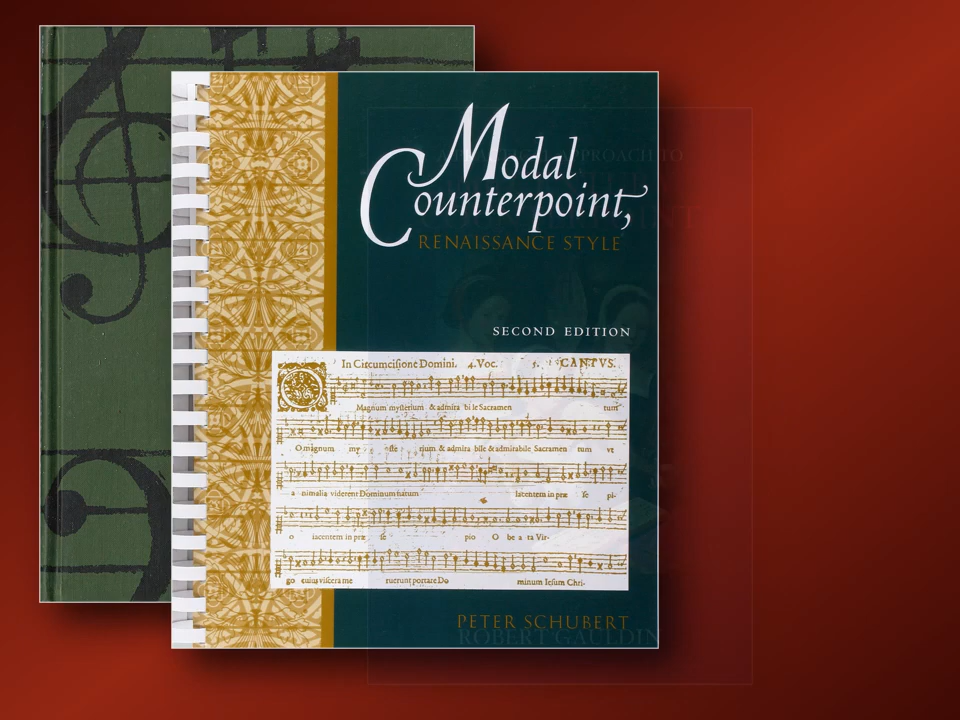 Modal
Counterpoint,
RENAISSANCE STYLE
SECOND EDITION
In Circumcisione Domini. 4. Voc. 5. CANTVS.
Magnum mysterium & admira bi le Sacramen tum
O magnum my ste rium & admira bile & admirabile Sacramen tum vt
a nimalia viderent Dominum natum iacentem in præ se pi-
o iacentem in præ se pio O be a ta Vir-
go cuius viscera me ruerunt portare Do minum Iesum Chri-
PETER SCHUBERT
ROBERT GAULDIN